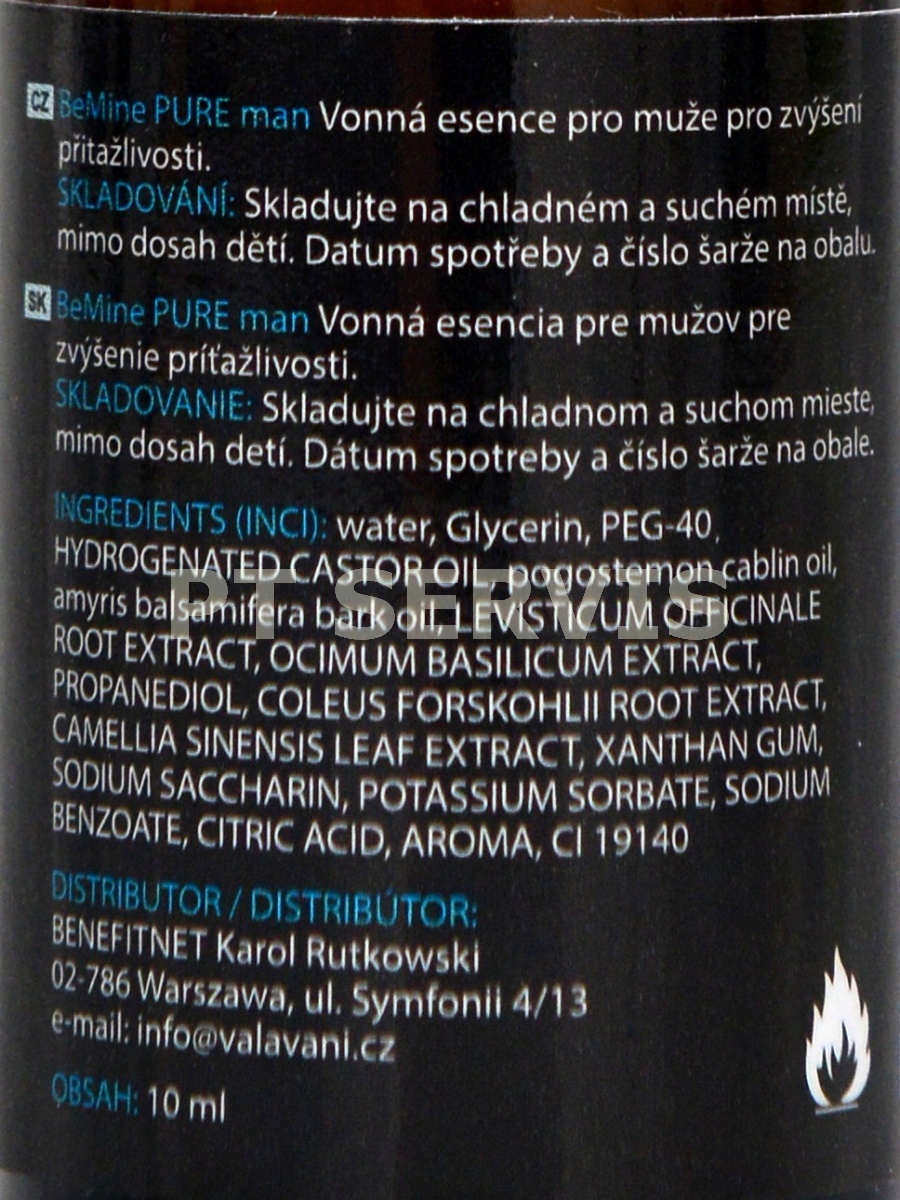 CZ BeMine PURE man Vonná esence pro muže pro zvýšení
přitažlivosti.
SKLADOVÁNÍ: Skladujte na chladném a suchém místě,
mimo dosah dětí. Datum spotřeby a číslo šarže na obalu.
SK BeMine PURE man Vonná esencia pre mužov pre
zvýšenie príťažlivosti.
SKLADOVANIE: Skladujte na chladnom a suchom mieste,
mimo dosah detí. Dátum spotreby a číslo šarže na obale.
INGREDIENTS (INCI): water, Glycerin, PEG-40,
HYDROGENATED CASTOR OIL, pogostemon cablin oil,
PT SERVIS
amyris balsamifera bark oil, LEVISTICUM OFFICINALE
ROOT EXTRACT, OCIMUM BASILICUM EXTRACT,
PROPANEDIOL, COLEUS FORSKOHLII ROOT EXTRACT,
CAMELLIA SINENSIS LEAF EXTRACT, XANTHAN GUM,
SODIUM SACCHARIN, POTASSIUM SORBATE, SODIUM
BENZOATE, CITRIC ACID, AROMA, CI 19140
DISTRIBUTOR / DISTRIBÚTOR:
BENEFITNET Karol Rutkowski
02-786 Warszawa, ul. Symfonii 4/13
e-mail: info@valavani.cz
OBSAH: 10 ml